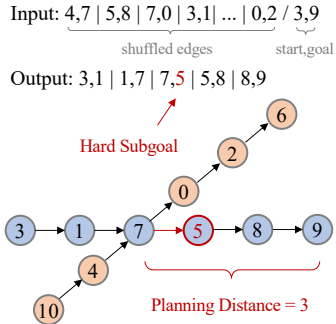 Input: 4,7 | 5,8 | 7,0 | 3,1| ... | 0,2 / 3,9
shuffled edges
start,goal
Output: 3,1 | 1,7 | 7,5 | 5,8 | 8,9
Hard Subgoal
6
2
0
3 1 7 5 8 9
4
10
Planning Distance = 3